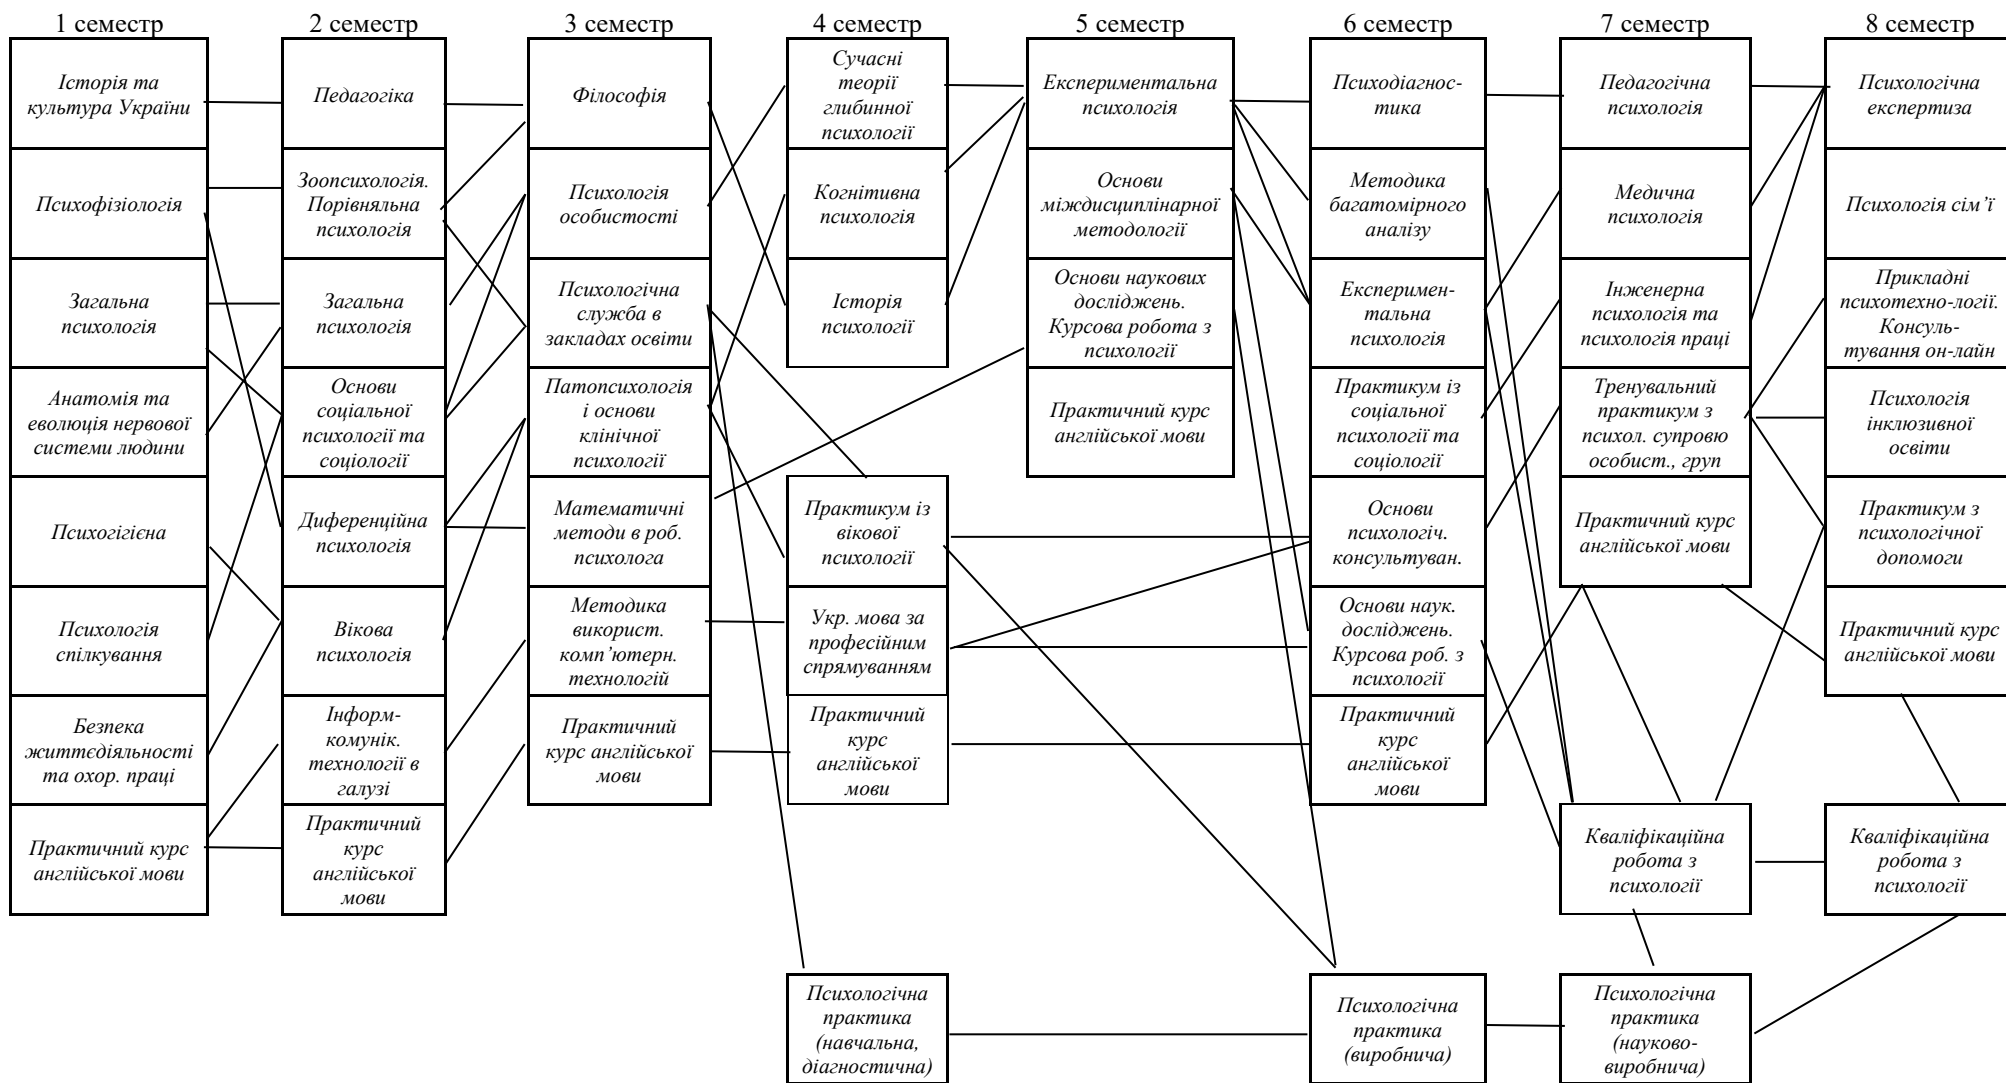 1 семестр
2 семестр
3 семестр
4 семестр
5 семестр
6 семестр
7 семестр
8 семестр
Історія та
культура України
Психофізіологія
Загальна
психологія
Анатомія та
еволюція нервової
системи людини
Психогігієна
Психологія
спілкування
Безпека
життєдіяльності
та охор. праці
Практичний курс
англійської мови
Педагогіка
Зоопсихологія.
Порівняльна
психологія
Загальна
психологія
Основи
соціальної
психології та
соціології
Диференційна
психологія
Вікова
психологія
Інформ-
комунік.
технології в
галузі
Практичний
курс
англійської
мови
Філософія
Психологія
особистості
Психологічна
служба в
закладах освіти
Патопсихологія
і основи
клінічної
психології
Математичні
методи в роб.
психолога
Методика
використ.
комп’ютерн.
технологій
Практичний
курс англійської
мови
Сучасні
теорії
глибинної
психології
Когнітивна
психологія
Історія
психології
Практикум із
вікової
психології
Укр. мова за
професійним
спрямуванням
Практичний
курс
англійської
мови
Психологічна
практика
(навчальна,
діагностична)
Експериментальна
психологія
Основи
міждисциплінарної
методології
Основи наукових
досліджень.
Курсова робота з
психології
Практичний курс
англійської мови
Психодіагнос-
тика
Методика
багатомірного
аналізу
Експеримен-
тальна
психологія
Практикум із
соціальної
психології та
соціології
Основи
психологіч.
консультуван.
Основи наук.
досліджень.
Курсова роб. з
психології
Практичний
курс
англійської
мови
Психологічна
практика
(виробнича)
Педагогічна
психологія
Медична
психологія
Інженерна
психологія та
психологія праці
Тренувальний
практикум з
психол. супровю
особист., груп
Практичний курс
англійської мови
Кваліфікаційна
робота з
психології
Психологічна
практика
(науково-
виробнича)
Психологічна
експертиза
Психологія сім’ї
Прикладні
психотехно-логії.
Консуль-
тування он-лайн
Психологія
інклюзивної
освіти
Практикум з
психологічної
допомоги
Практичний курс
англійської мови
Кваліфікаційна
робота з
психології